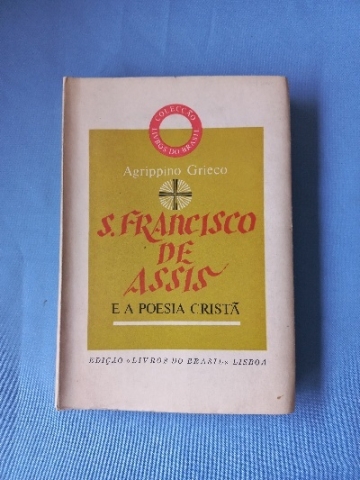 COLECÇÃO
LIVROS DO BRASIL
Agrippino Grieco
S. FRANCISCO
DE
ASSIS
E A POESIA CRISTÃ
EDIÇÃO «LIVROS DO BRASIL» LISBOA